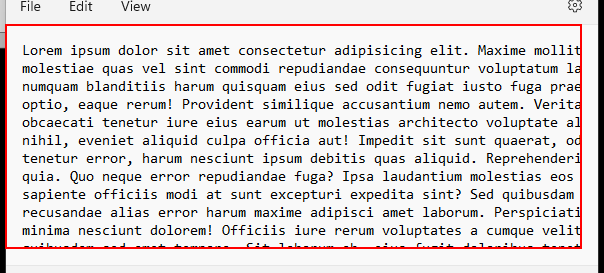 File Edit View
Lorem ipsum dolor sit amet consectetur adipisicing elit. Maxime mollit
molestiae quas vel sint commodi repudiandae consequuntur voluptatum la
numquam blanditiis harum quisquam eius sed odit fugiat iusto fuga prae
optio, eaque rerum! Provident similique accusantium nemo autem. Verita
obcaecati tenetur iure eius earum ut molestias architecto voluptate al
nihil, eveniet aliquid culpa officia aut! Impedit sit sunt quaerat, od
tenetur error, harum nesciunt ipsum debitis quas aliquid. Reprehenderi
quia. Quo neque error repudiandae fuga? Ipsa laudantium molestias eos
sapiente officiis modi at sunt excepturi expedita sint? Sed quibusdam
recusandae alias error harum maxime adipisci amet laborum. Perspiciati
minima nesciunt dolorem! Officiis iure rerum voluptates a cumque velit